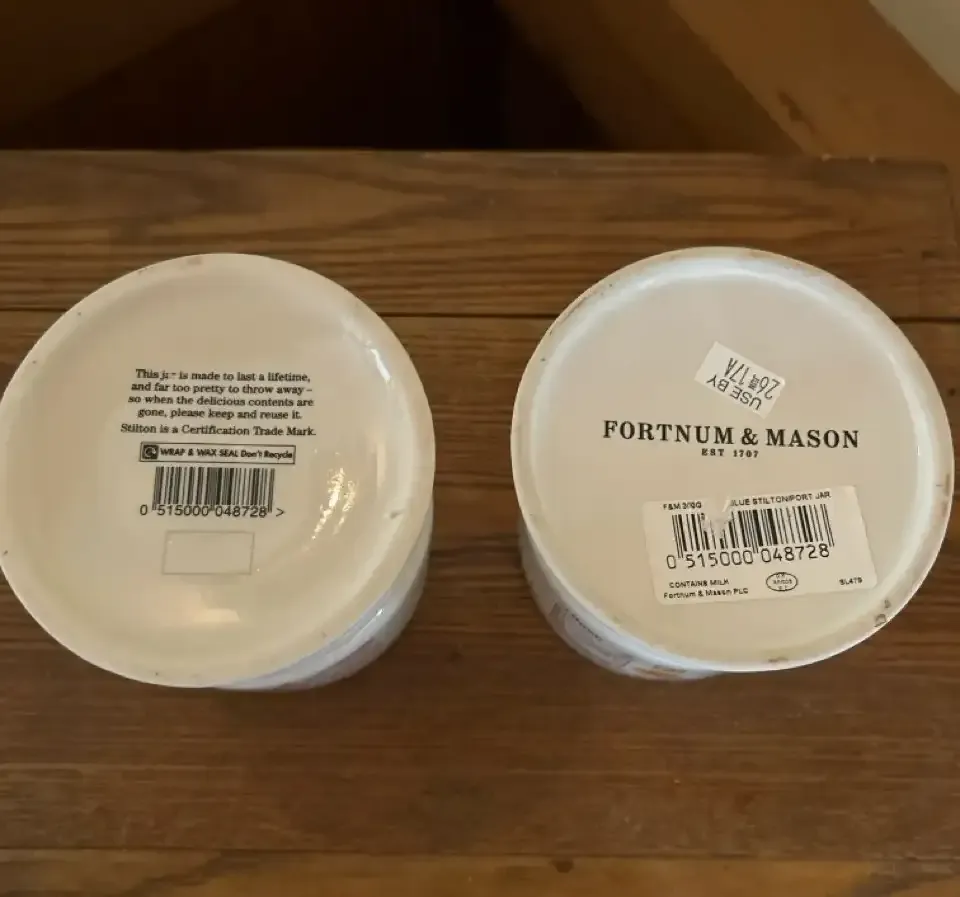 This jar is made to last a lifetime,
and far too pretty to throw away –
so when the delicious contents are
gone, please keep and reuse it.
Stilton is a Certification Trade Mark.
WRAP & WAX SEAL Don't Recycle
0 515000 048728 >
USE BY
FORTNUM & MASON
EST 1707
F&M BLUE STILTON/PORT JAR
0 515000 048728
CONTAINS MILK
Fortnum & Mason PLC
SL479